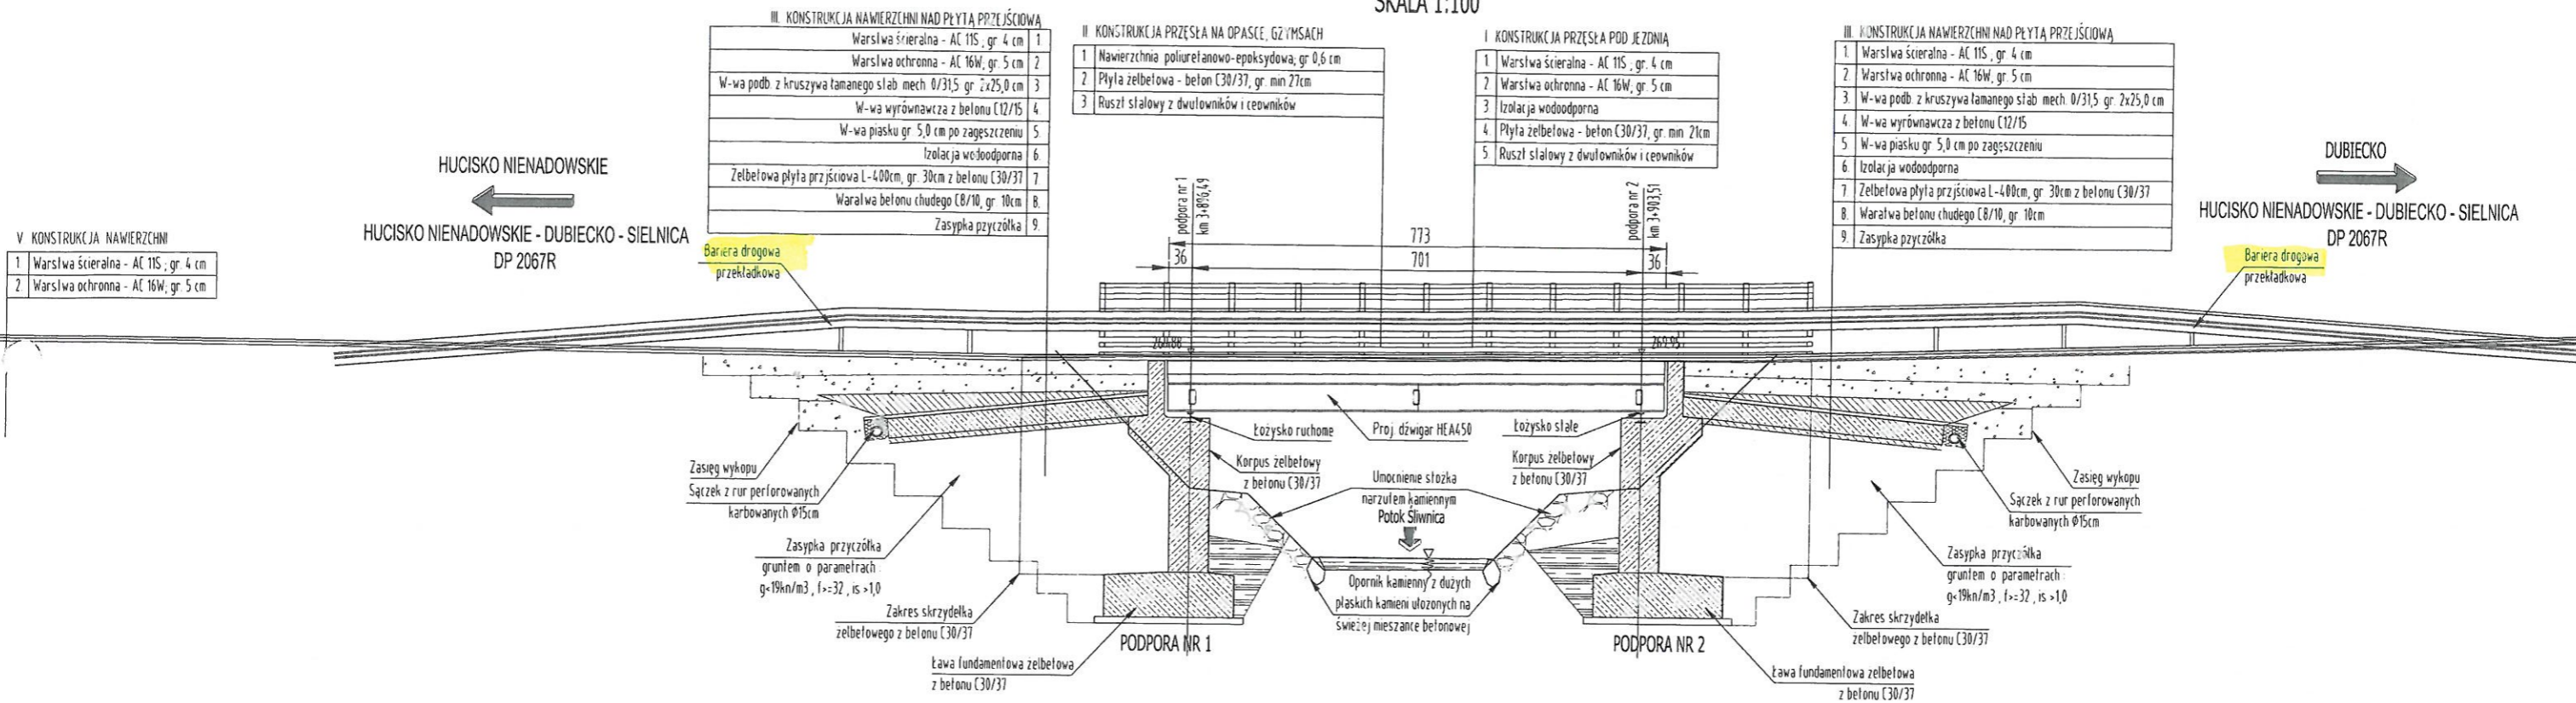 SKALA 1:100
III. KONSTRUKCJA NAWIERZCHNI NAD PŁYTĄ PRZEJŚCIOWĄ
Warstwa ścieralna - AC 11S ; gr. 4 cm 1
Warstwa ochronna - AC 16W; gr. 5 cm 2
W-wa podb. z kruszywa łamanego stab mech 0/31,5 gr 2x25,0 cm 3
W-wa wyrównawcza z betonu C12/15 4.
W-wa piasku gr. 5,0 cm po zagęszczeniu 5.
Izolacja wodoodporna 6.
Żelbetowa płyta przjściowa L-400cm, gr. 30cm z betonu C30/37 7
Waratwa betonu chudego C8/10, gr. 10cm 8.
Zasypka pzyczółka 9.
II KONSTRUKCJA PRZĘSŁA NA OPASCE, GZYMSACH
1 Nawierzchnia poliuretanowo-epoksydowa; gr 0,6 cm
2 Płyta żelbetowa - beton C30/37, gr. min 27cm
3 Ruszt stalowy z dwutowników i ceowników
I KONSTRUKCJA PRZĘSŁA POD JEZDNIĄ
1 Warstwa ścieralna - AC 11S ; gr. 4 cm
2. Warstwa ochronna - AC 16W; gr. 5 cm
3 Izolacja wodoodporna
4. Płyta żelbetowa - beton C30/37, gr. min 21cm
5. Ruszt stalowy z dwutowników i ceowników
III. KONSTRUKCJA NAWIERZCHNI NAD PŁYTĄ PRZEJŚCIOWĄ
1. Warstwa ścieralna - AC 11S ; gr. 4 cm
2. Warstwa ochronna - AC 16W; gr. 5 cm
3. W-wa podb. z kruszywa łamanego stab mech. 0/31,5 gr. 2x25,0 cm
4. W-wa wyrównawcza z betonu C12/15
5 W-wa piasku gr. 5,0 cm po zagęszczeniu
6. Izolacja wodoodporna
7 Żelbetowa płyta przjściowa L-400cm, gr. 30cm z betonu C30/37
8. Waratwa betonu chudego C8/10, gr. 10cm
9. Zasypka pzyczółka
HUCISKO NIENADOWSKIE
HUCISKO NIENADOWSKIE - DUBIECKO - SIELNICA
DP 2067R
DUBIECKO
HUCISKO NIENADOWSKIE - DUBIECKO - SIELNICA
DP 2067R
V KONSTRUKCJA NAWIERZCHNI
1 Warstwa ścieralna - AC 11S ; gr. 4 cm
2. Warstwa ochronna - AC 16W; gr. 5 cm
Bariera drogowa
przekładkowa
podpora nr 1
km 3+896,49
podpora nr 2
km 3+903,51
773
36
701
36
Bariera drogowa
przekładkowa
Łożysko ruchome
Proj. dźwigar HEA450
Łożysko stałe
Korpus żelbetowy
z betonu C30/37
Korpus żelbetowy
z betonu C30/37
Umocnienie stożka
narzutem kamiennym
Potok Śliwnica
Zasięg wykopu
Sączek z rur perforowanych
karbowanych Φ15cm
Zasypka przyczółka
gruntem o parametrach:
g<19kn/m3 , f>=32 , is >1,0
Zakres skrzydełka
żelbetowego z betonu C30/37
Ława fundamentowa żelbetowa
z betonu C30/37
PODPORA NR 1
Opornik kamienny z dużych
płaskich kamieni ułożonych na
świeżej mieszance betonowej
PODPORA NR 2
Zasięg wykopu
Sączek z rur perforowanych
karbowanych Φ15cm
Zasypka przyczółka
gruntem o parametrach:
g<19kn/m3 , f>=32 , is >1,0
Zakres skrzydełka
żelbetowego z betonu C30/37
Ława fundamentowa żelbetowa
z betonu C30/37